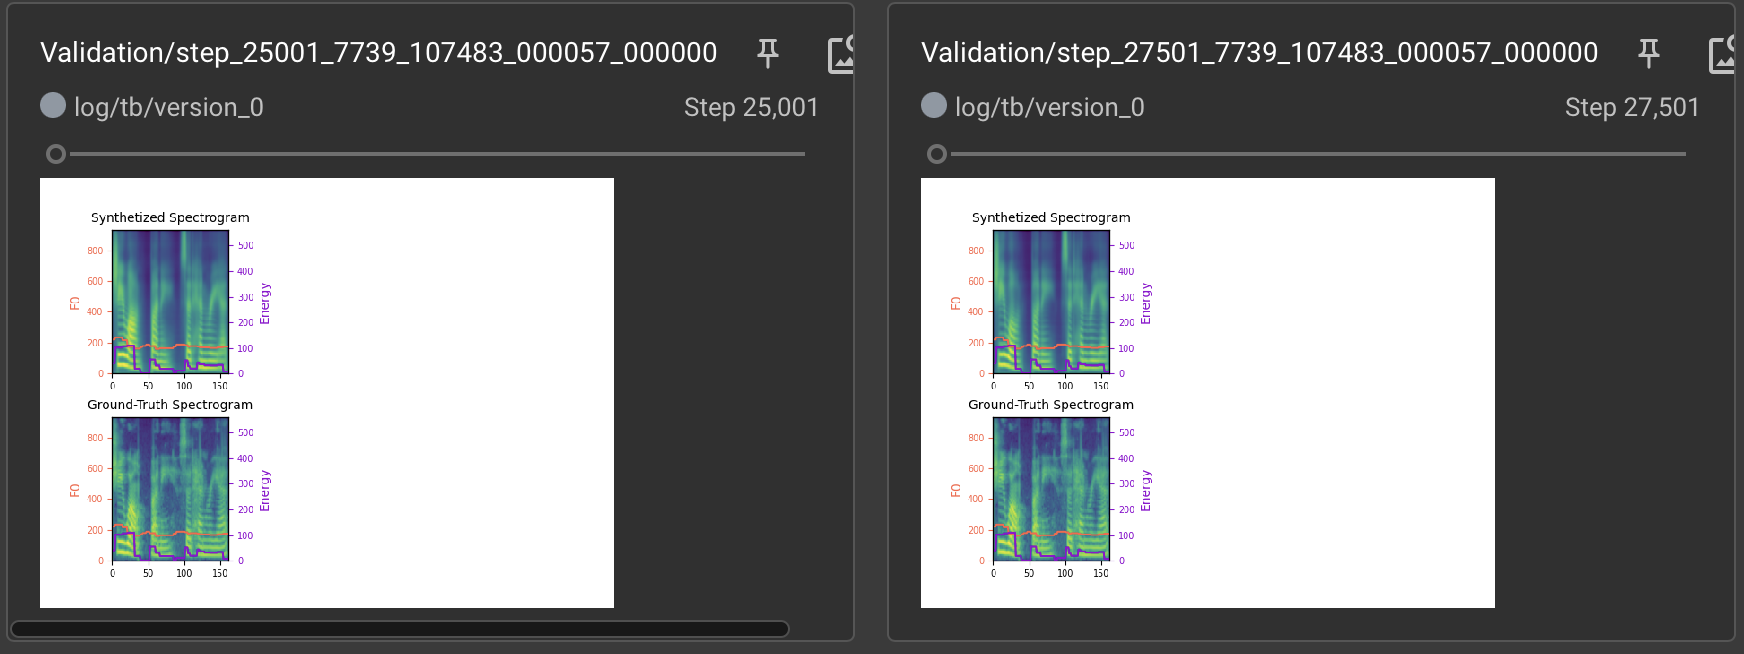 Validation/step_25001_7739_107483_000057_000000
log/tb/version_0
Step 25,001
Synthetized Spectrogram
800
600
400
200
0
F0
500
400
300
200
100
0
Energy
0 50 100 150
Ground-Truth Spectrogram
800
600
400
200
0
F0
500
400
300
200
100
0
Energy
0 50 100 150
Validation/step_27501_7739_107483_000057_000000
log/tb/version_0
Step 27,501
Synthetized Spectrogram
800
600
400
200
0
F0
500
400
300
200
100
0
Energy
0 50 100 150
Ground-Truth Spectrogram
800
600
400
200
0
F0
500
400
300
200
100
0
Energy
0 50 100 150